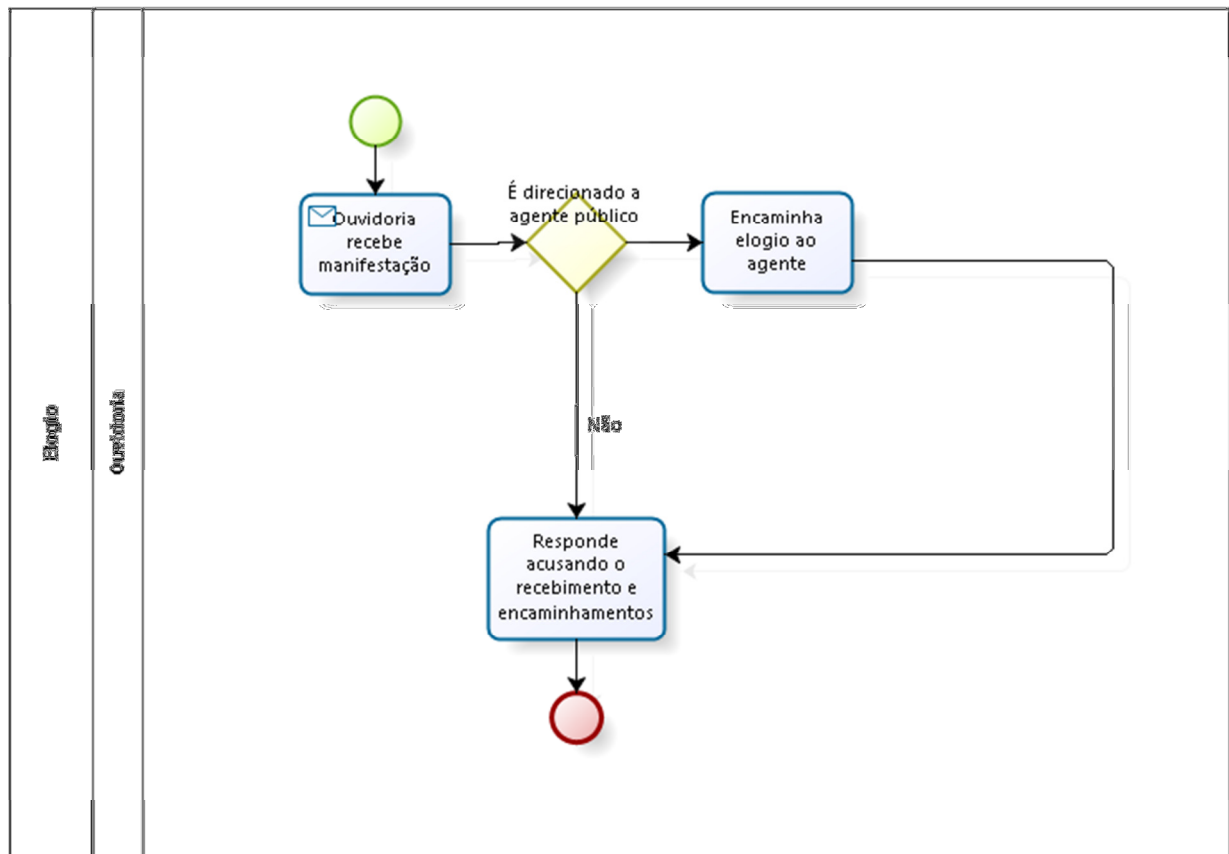 Elogio
Ouvidoria
Ouvidoria
recebe
manifestação
É direcionado a
agente público
Encaminha
elogio ao
agente
Não
Responde
acusando o
recebimento e
encaminhamentos